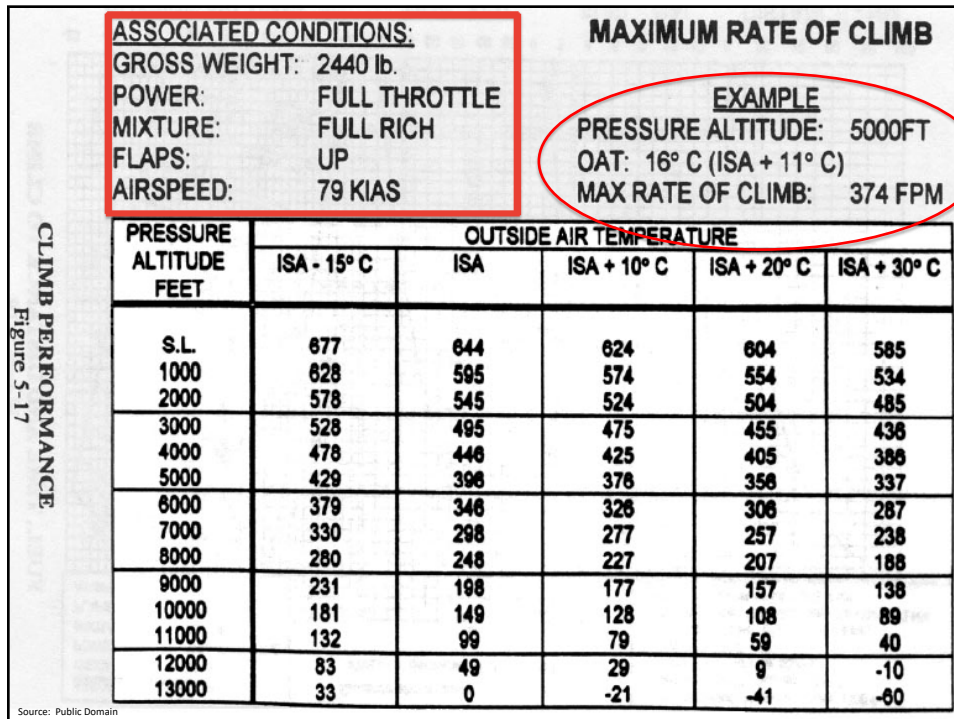 ASSOCIATED CONDITIONS:
GROSS WEIGHT: 2440 lb.
POWER: FULL THROTTLE
MIXTURE: FULL RICH
FLAPS: UP
AIRSPEED: 79 KIAS
MAXIMUM RATE OF CLIMB
EXAMPLE
PRESSURE ALTITUDE: 5000FT
OAT: 16° C (ISA + 11° C)
MAX RATE OF CLIMB: 374 FPM
PRESSURE ALTITUDE FEET
OUTSIDE AIR TEMPERATURE
ISA - 15° C ISA ISA + 10° C ISA + 20° C ISA + 30° C
S.L. 677 644 624 604 585
1000 628 595 574 554 534
2000 578 545 524 504 485
3000 528 495 475 455 436
4000 478 446 425 405 386
5000 429 396 376 356 337
6000 379 346 326 306 287
7000 330 298 277 257 238
8000 280 248 227 207 188
9000 231 198 177 157 138
10000 181 149 128 108 89
11000 132 99 79 59 40
12000 83 49 29 9 -10
13000 33 0 -21 -41 -60
CLIMB PERFORMANCE
Figure 5-17
Source: Public Domain